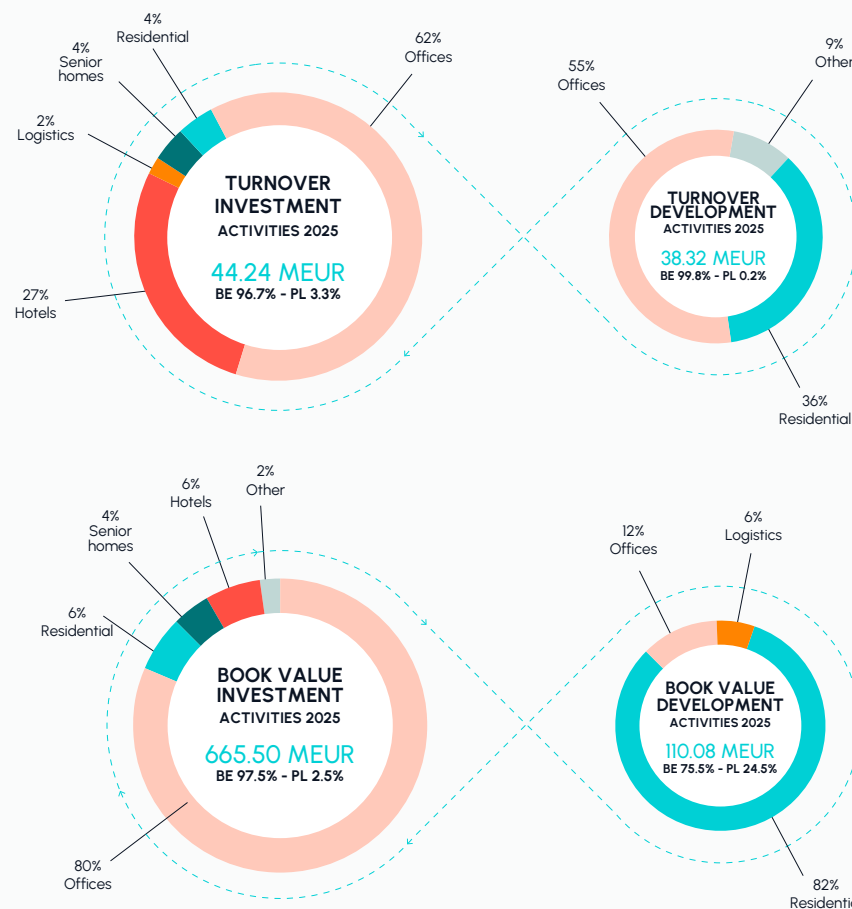 4%
Residential
4%
Senior
homes
2%
Logistics
27%
Hotels
62%
Offices
TURNOVER
INVESTMENT
ACTIVITIES 2025
44.24 MEUR
BE 96.7% - PL 3.3%
55%
Offices
9%
Other
TURNOVER
DEVELOPMENT
ACTIVITIES 2025
38.32 MEUR
BE 99.8% - PL 0.2%
36%
Residential
2%
Other
6%
Hotels
4%
Senior
homes
6%
Residential
BOOK VALUE
INVESTMENT
ACTIVITIES 2025
665.50 MEUR
BE 97.5% - PL 2.5%
80%
Offices
12%
Offices
6%
Logistics
BOOK VALUE
DEVELOPMENT
ACTIVITIES 2025
110.08 MEUR
BE 75.5% - PL 24.5%
82%